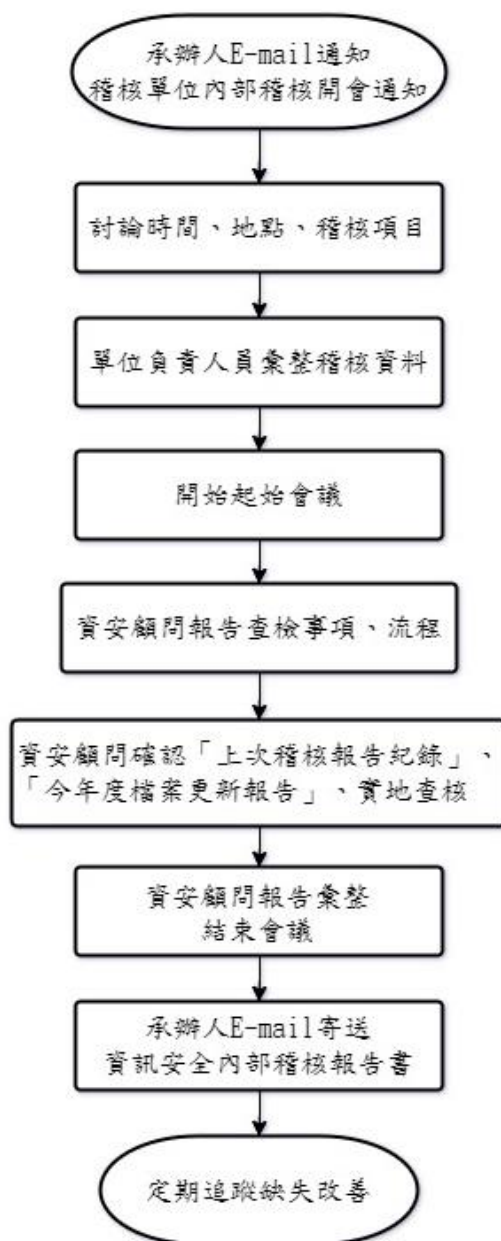 承辦人E-mail通知
稽核單位內部稽核開會通知
討論時間、地點、稽核項目
單位負責人員彙整稽核資料
開始起始會議
資安顧問報告查檢事項、流程
資安顧問確認「上次稽核報告紀錄」、
「今年度檔案更新報告」、實地查核
資安顧問報告彙整
結束會議
承辦人E-mail寄送
資訊安全內部稽核報告書
定期追蹤缺失改善